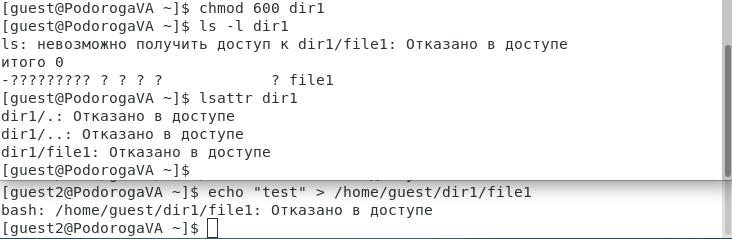 [guest@PodorogaVA ~]$ chmod 600 dir1
[guest@PodorogaVA ~]$ ls -l dir1
ls: невозможно получить доступ к dir1/file1: Отказано в доступе
итого 0
-????????? ? ? ? ?            ? file1
[guest@PodorogaVA ~]$ lsattr dir1
dir1/.: Отказано в доступе
dir1/..: Отказано в доступе
dir1/file1: Отказано в доступе
[guest@PodorogaVA ~]$
[guest2@PodorogaVA ~]$ echo "test" > /home/guest/dir1/file1
bash: /home/guest/dir1/file1: Отказано в доступе
[guest2@PodorogaVA ~]$